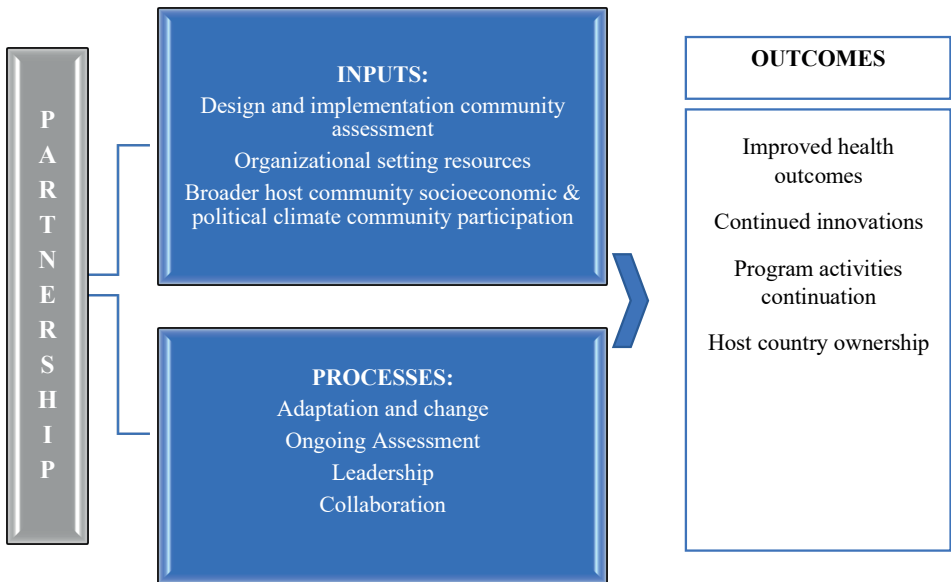 PARTNERSHIP
INPUTS:
Design and implementation community
assessment
Organizational setting resources
Broader host community socioeconomic &
political climate community participation
PROCESSES:
Adaptation and change
Ongoing Assessment
Leadership
Collaboration
OUTCOMES
Improved health
outcomes
Continued innovations
Program activities
continuation
Host country ownership